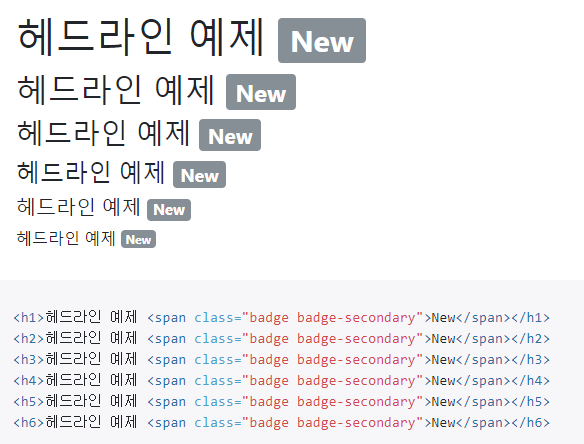 헤드라인 예제 New
헤드라인 예제 New
헤드라인 예제 New
헤드라인 예제 New
헤드라인 예제 New
헤드라인 예제 New
<h1>헤드라인 예제 <span class="badge badge-secondary">New</span></h1>
<h2>헤드라인 예제 <span class="badge badge-secondary">New</span></h2>
<h3>헤드라인 예제 <span class="badge badge-secondary">New</span></h3>
<h4>헤드라인 예제 <span class="badge badge-secondary">New</span></h4>
<h5>헤드라인 예제 <span class="badge badge-secondary">New</span></h5>
<h6>헤드라인 예제 <span class="badge badge-secondary">New</span></h6>